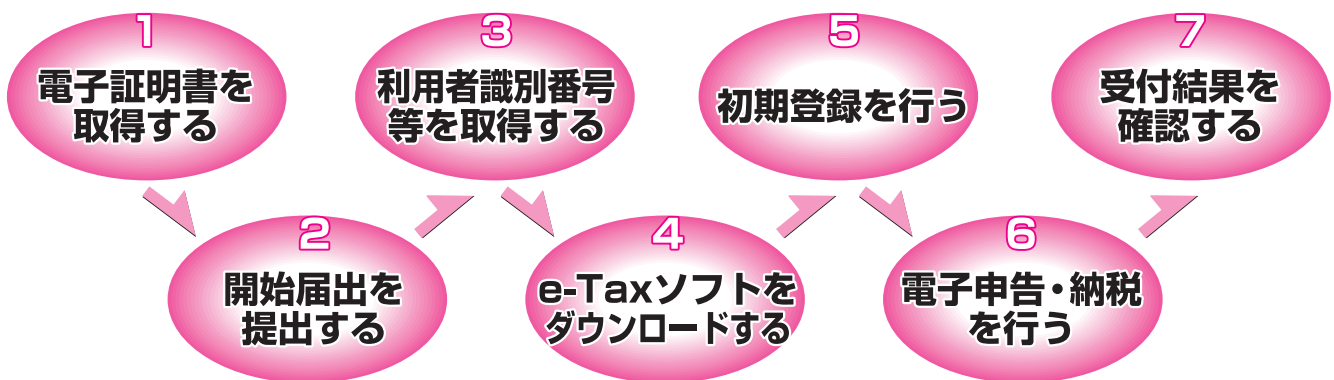 1
電子証明書を
取得する
2
開始届出を
提出する
3
利用者識別番号
等を取得する
4
e-Taxソフトを
ダウンロードする
5
初期登録を行う
6
電子申告・納税
を行う
7
受付結果を
確認する